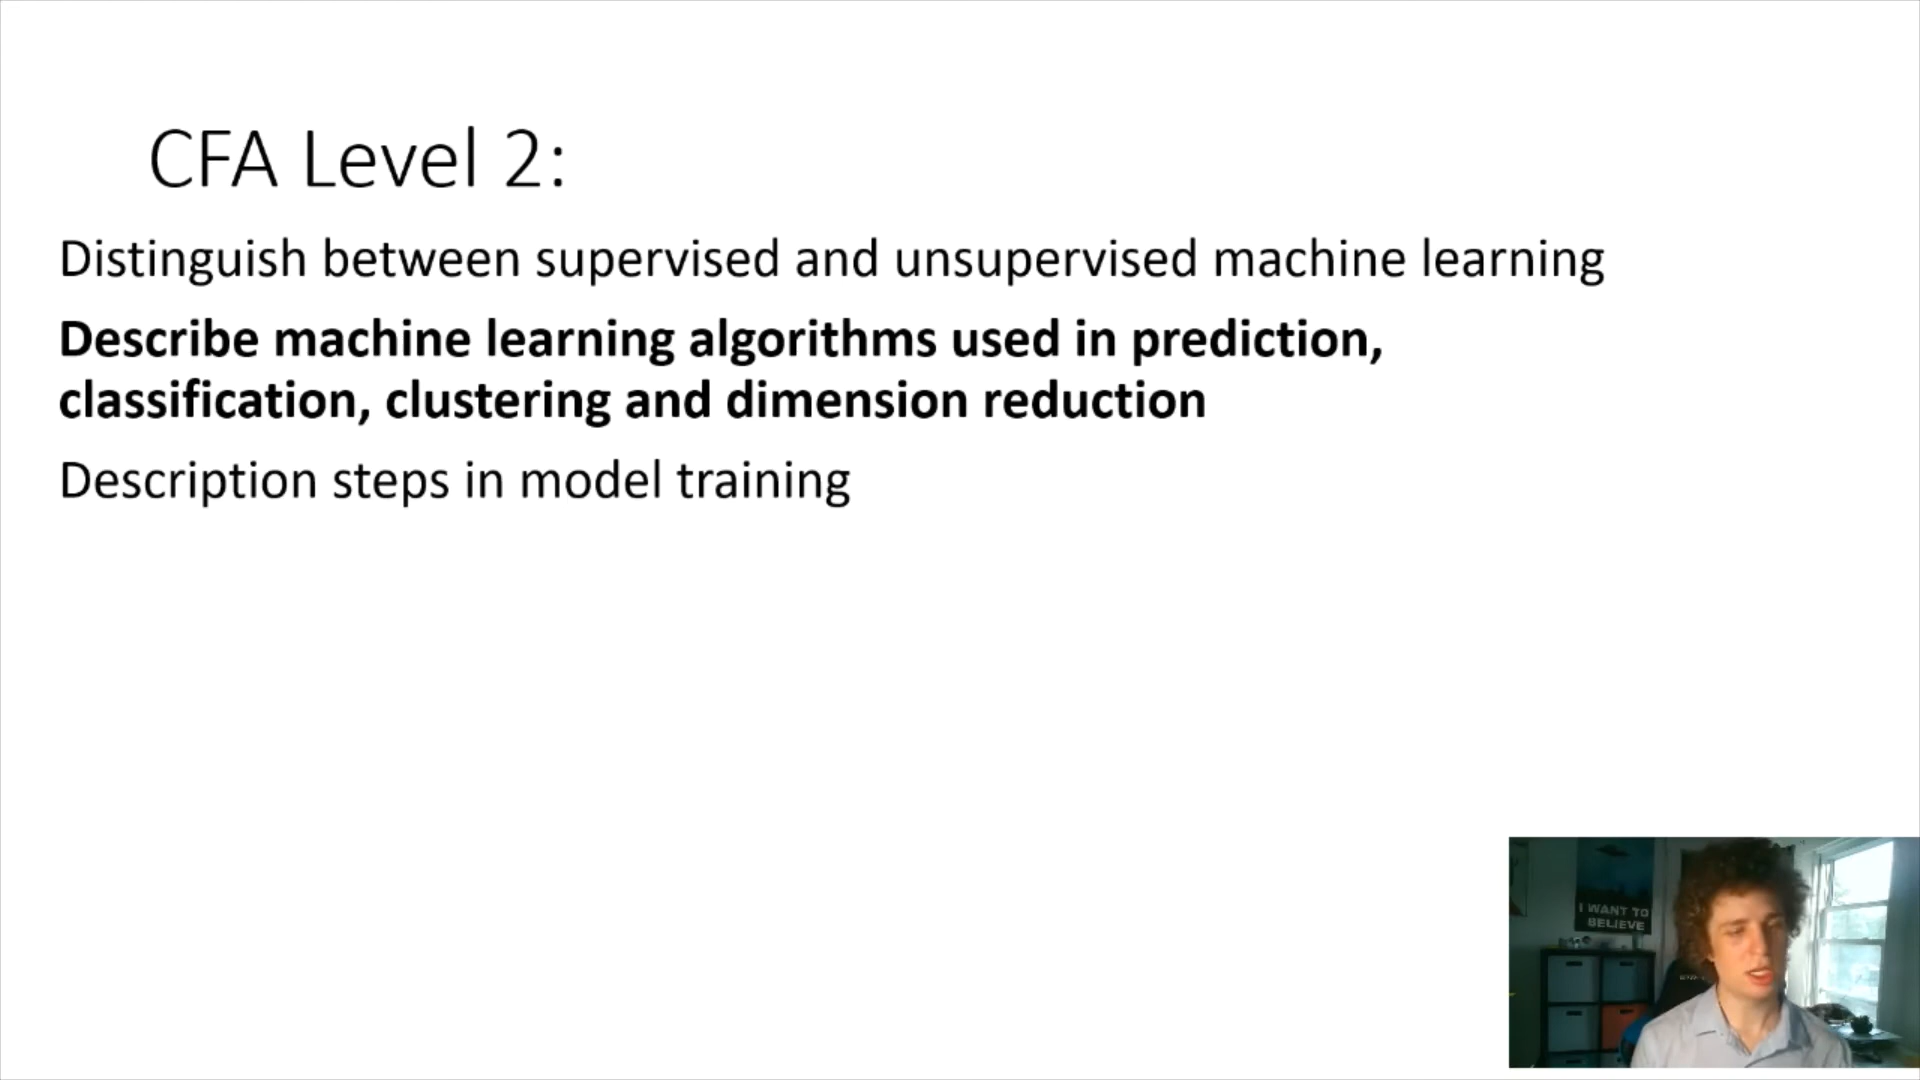 CFA Level 2:
Distinguish between supervised and unsupervised machine learning
Describe machine learning algorithms used in prediction,
classification, clustering and dimension reduction
Description steps in model training
I WANT TO
BELIEVE